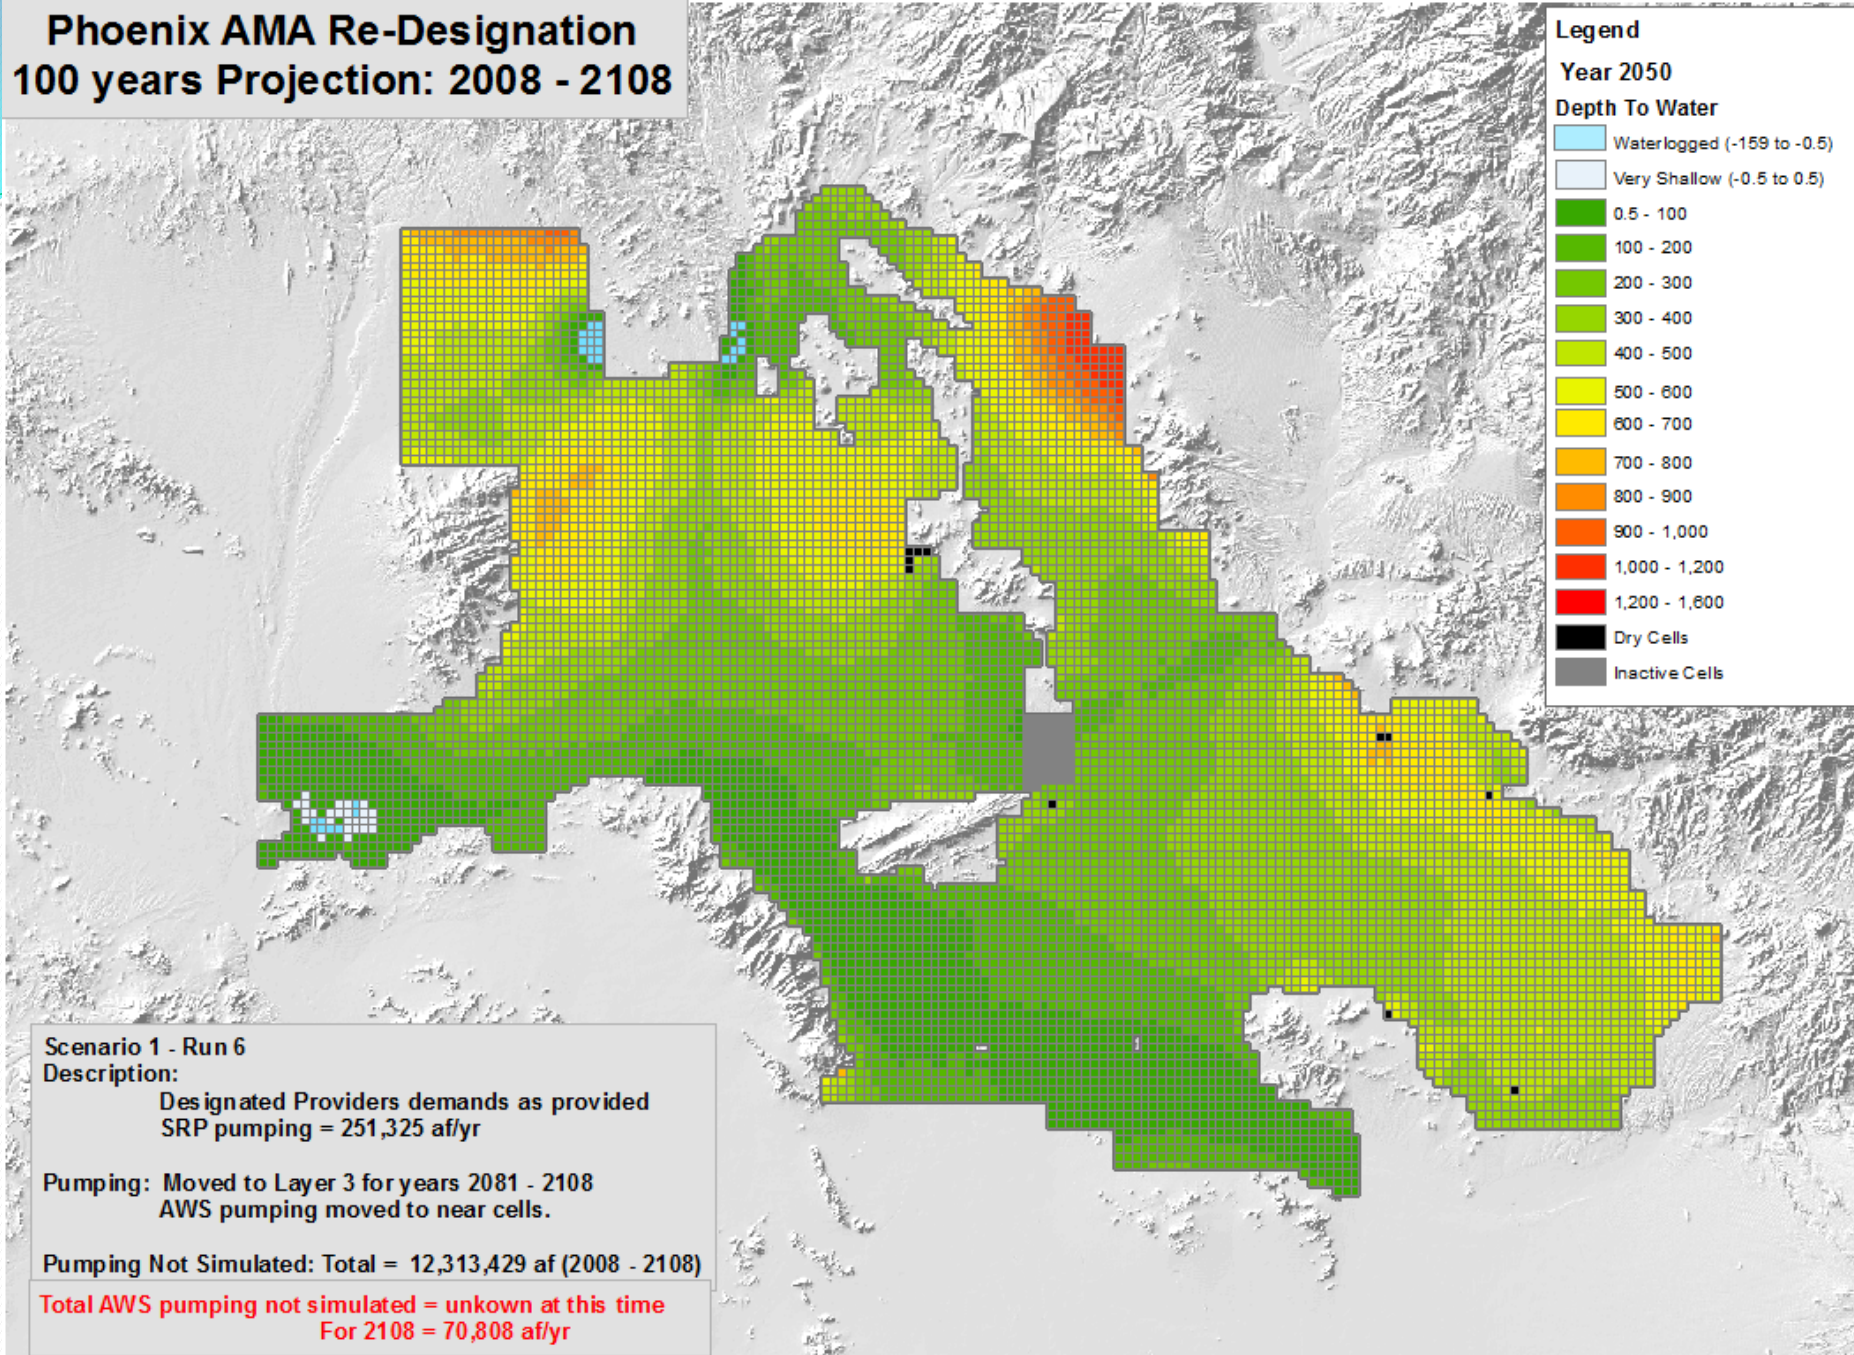 Phoenix AMA Re-Designation
100 years Projection: 2008 - 2108
Legend
Year 2050
Depth To Water
Waterlogged (-159 to -0.5)
Very Shallow (-0.5 to 0.5)
0.5 - 100
100 - 200
200 - 300
300 - 400
400 - 500
500 - 600
600 - 700
700 - 800
800 - 900
900 - 1,000
1,000 - 1,200
1,200 - 1,600
Dry Cells
Inactive Cells
Scenario 1 - Run 6
Description:
Designated Providers demands as provided
SRP pumping = 251,325 af/yr
Pumping: Moved to Layer 3 for years 2081 - 2108
AWS pumping moved to near cells.
Pumping Not Simulated: Total = 12,313,429 af (2008 - 2108)
Total AWS pumping not simulated = unkown at this time
For 2108 = 70,808 af/yr